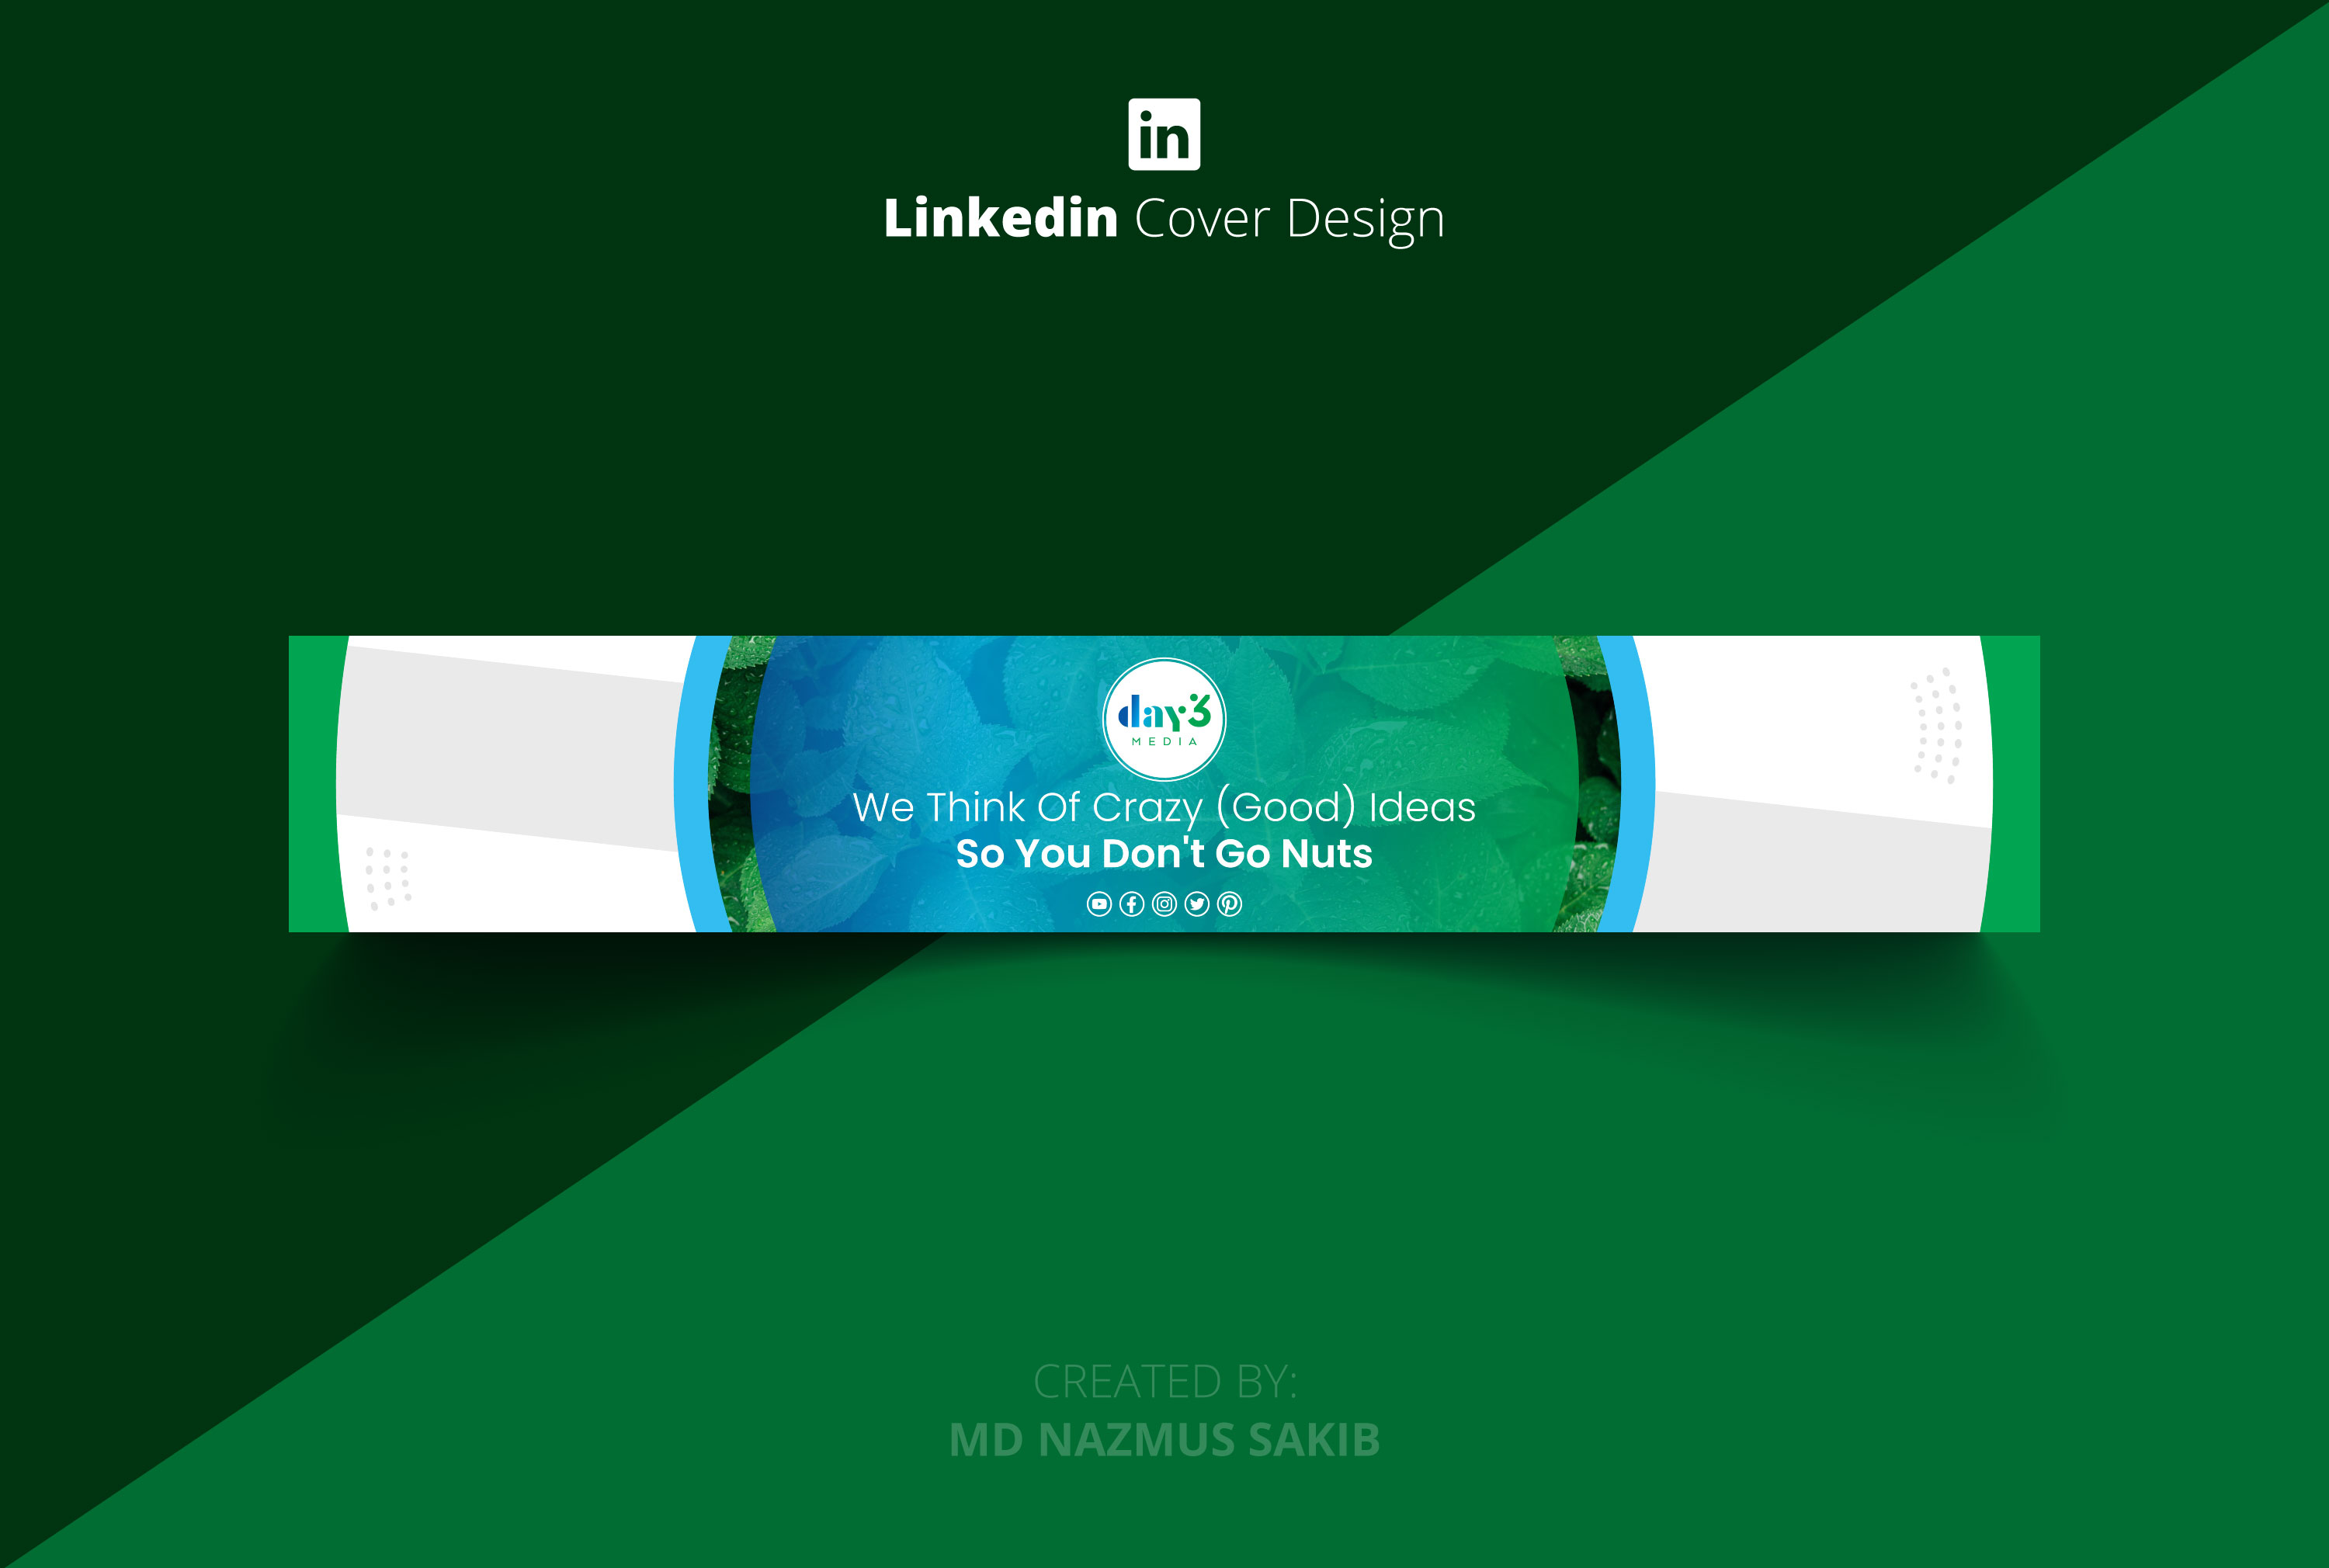 in
Linkedin Cover Design
day3
MEDIA
We Think Of Crazy (Good) Ideas
So You Don't Go Nuts
CREATED BY:
MD NAZMUS SAKIB